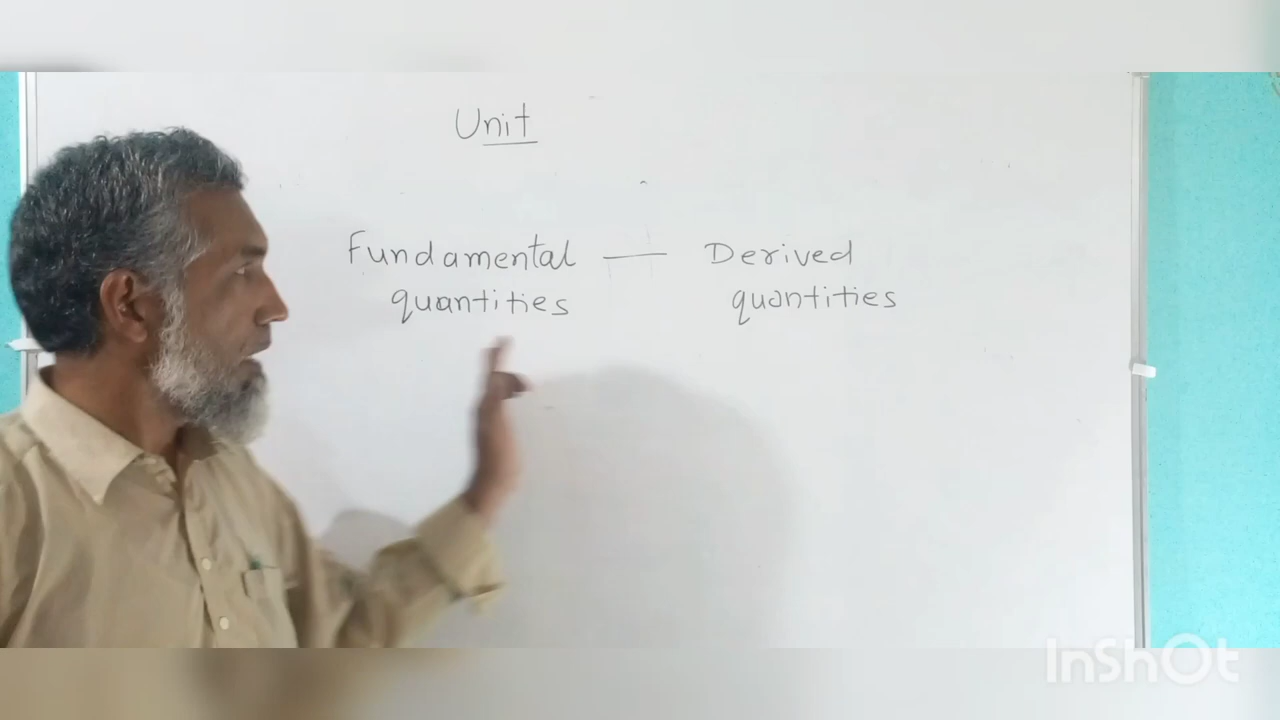 Unit
Fundamental — Derived
quantities quantities
InShOt